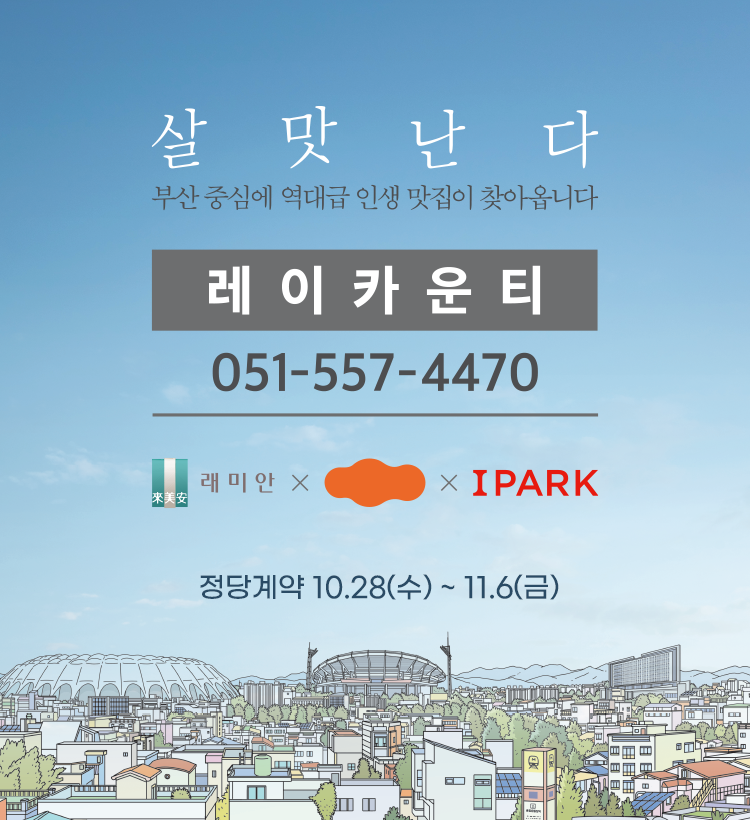 살 맛 난 다
부산 중심에 역대급 인생 맛집이 찾아옵니다
레이카운티
051-557-4470
來美安 래미안 × × IPARK
정당계약 10.28(수) ~ 11.6(금)